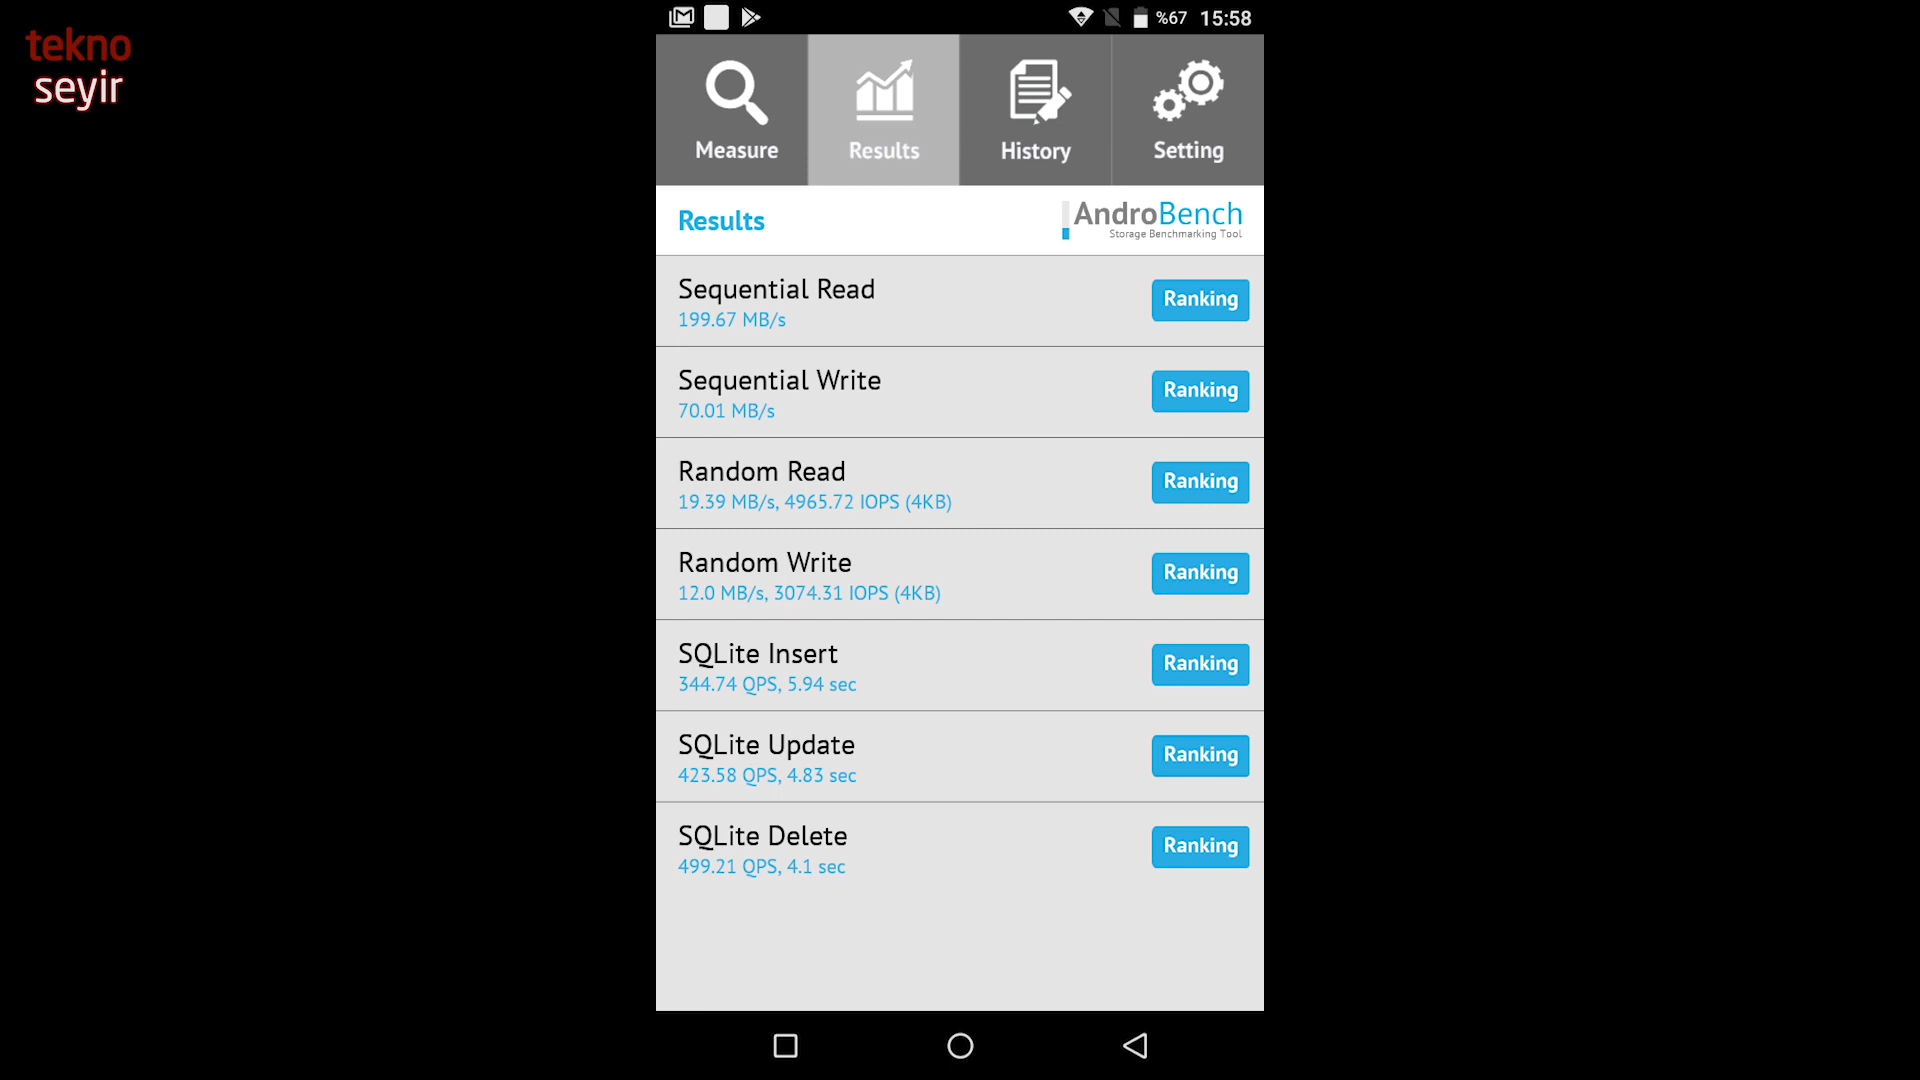 tekno
seyir
%67 15:58
Measure Results History Setting
Results
AndroBench
Storage Benchmarking Tool
Sequential Read
199.67 MB/s
Ranking
Sequential Write
70.01 MB/s
Ranking
Random Read
19.39 MB/s, 4965.72 IOPS (4KB)
Ranking
Random Write
12.0 MB/s, 3074.31 IOPS (4KB)
Ranking
SQLite Insert
344.74 QPS, 5.94 sec
Ranking
SQLite Update
423.58 QPS, 4.83 sec
Ranking
SQLite Delete
499.21 QPS, 4.1 sec
Ranking